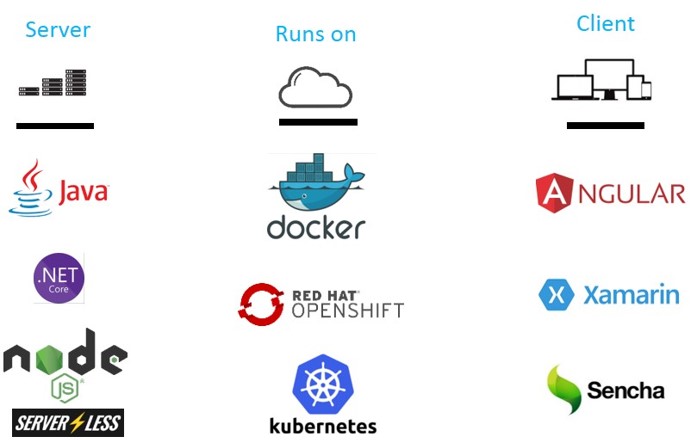 Server
Runs on
Client
Java
docker
ANGULAR
.NET
Core
RED HAT
OPENSHIFT
Xamarin
node
JS
SERVERLESS
kubernetes
Sencha